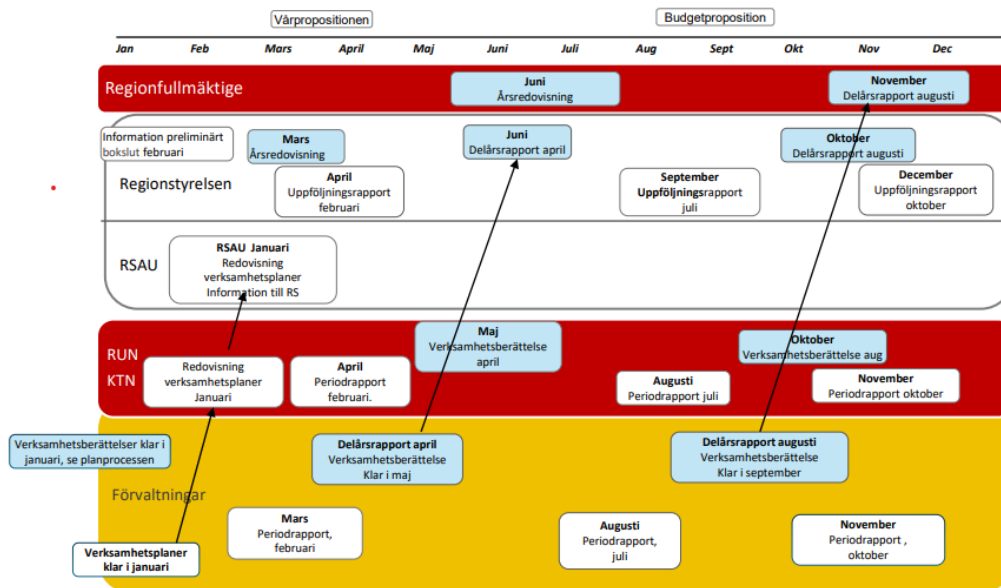 Vårpropositionen
Budgetproposition
Jan Feb Mars April Maj Juni Juli Aug Sept Okt Nov Dec
Regionfullmäktige
Juni
Årsredovisning
November
Delårsrapport augusti
Information preliminärt
bokslut februari
Mars
Årsredovisning
Juni
Delårsrapport april
Oktober
Delårsrapport augusti
Regionstyrelsen
April
Uppföljningsrapport
februari
September
Uppföljningsrapport
juli
December
Uppföljningsrapport
oktober
RSAU
RSAU Januari
Redovisning
verksamhetsplaner
Information till RS
RUN
KTN
Redovisning
verksamhetsplaner
Januari
April
Periodrapport
februari.
Maj
Verksamhetsberättelse
april
Augusti
Periodrapport juli
Oktober
Verksamhetsberättelse aug
November
Periodrapport oktober
Verksamhetsberättelser klar i
januari, se planprocessen
Delårsrapport april
Verksamhetsberättelse
Klar i maj
Delårsrapport augusti
Verksamhetsberättelse
Klar i september
Förvaltningar
Verksamhetsplaner
klar i januari
Mars
Periodrapport,
februari
Augusti
Periodrapport,
juli
November
Periodrapport ,
oktober